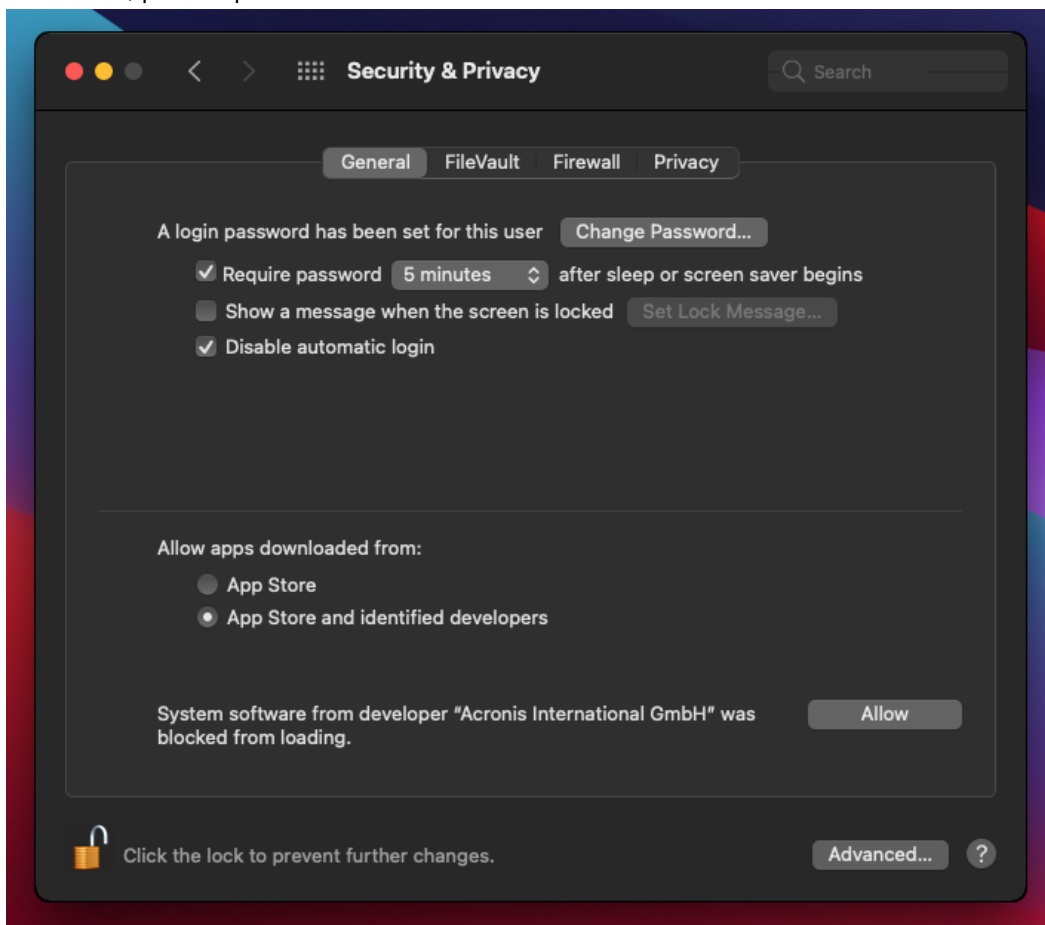 Security & Privacy
Search
General FileVault Firewall Privacy
A login password has been set for this user Change Password...
Require password 5 minutes after sleep or screen saver begins
Show a message when the screen is locked Set Lock Message...
Disable automatic login
Allow apps downloaded from:
App Store
App Store and identified developers
System software from developer “Acronis International GmbH” was
blocked from loading.
Allow
Click the lock to prevent further changes.
Advanced... ?